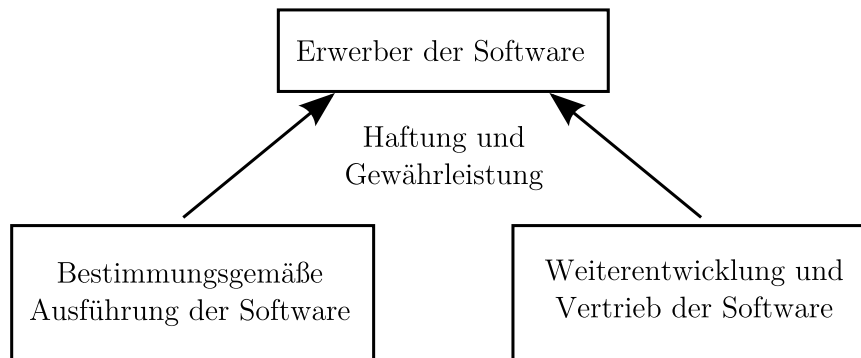 Erwerber der Software
Haftung und
Gewährleistung
Bestimmungsgemäße
Ausführung der Software
Weiterentwicklung und
Vertrieb der Software